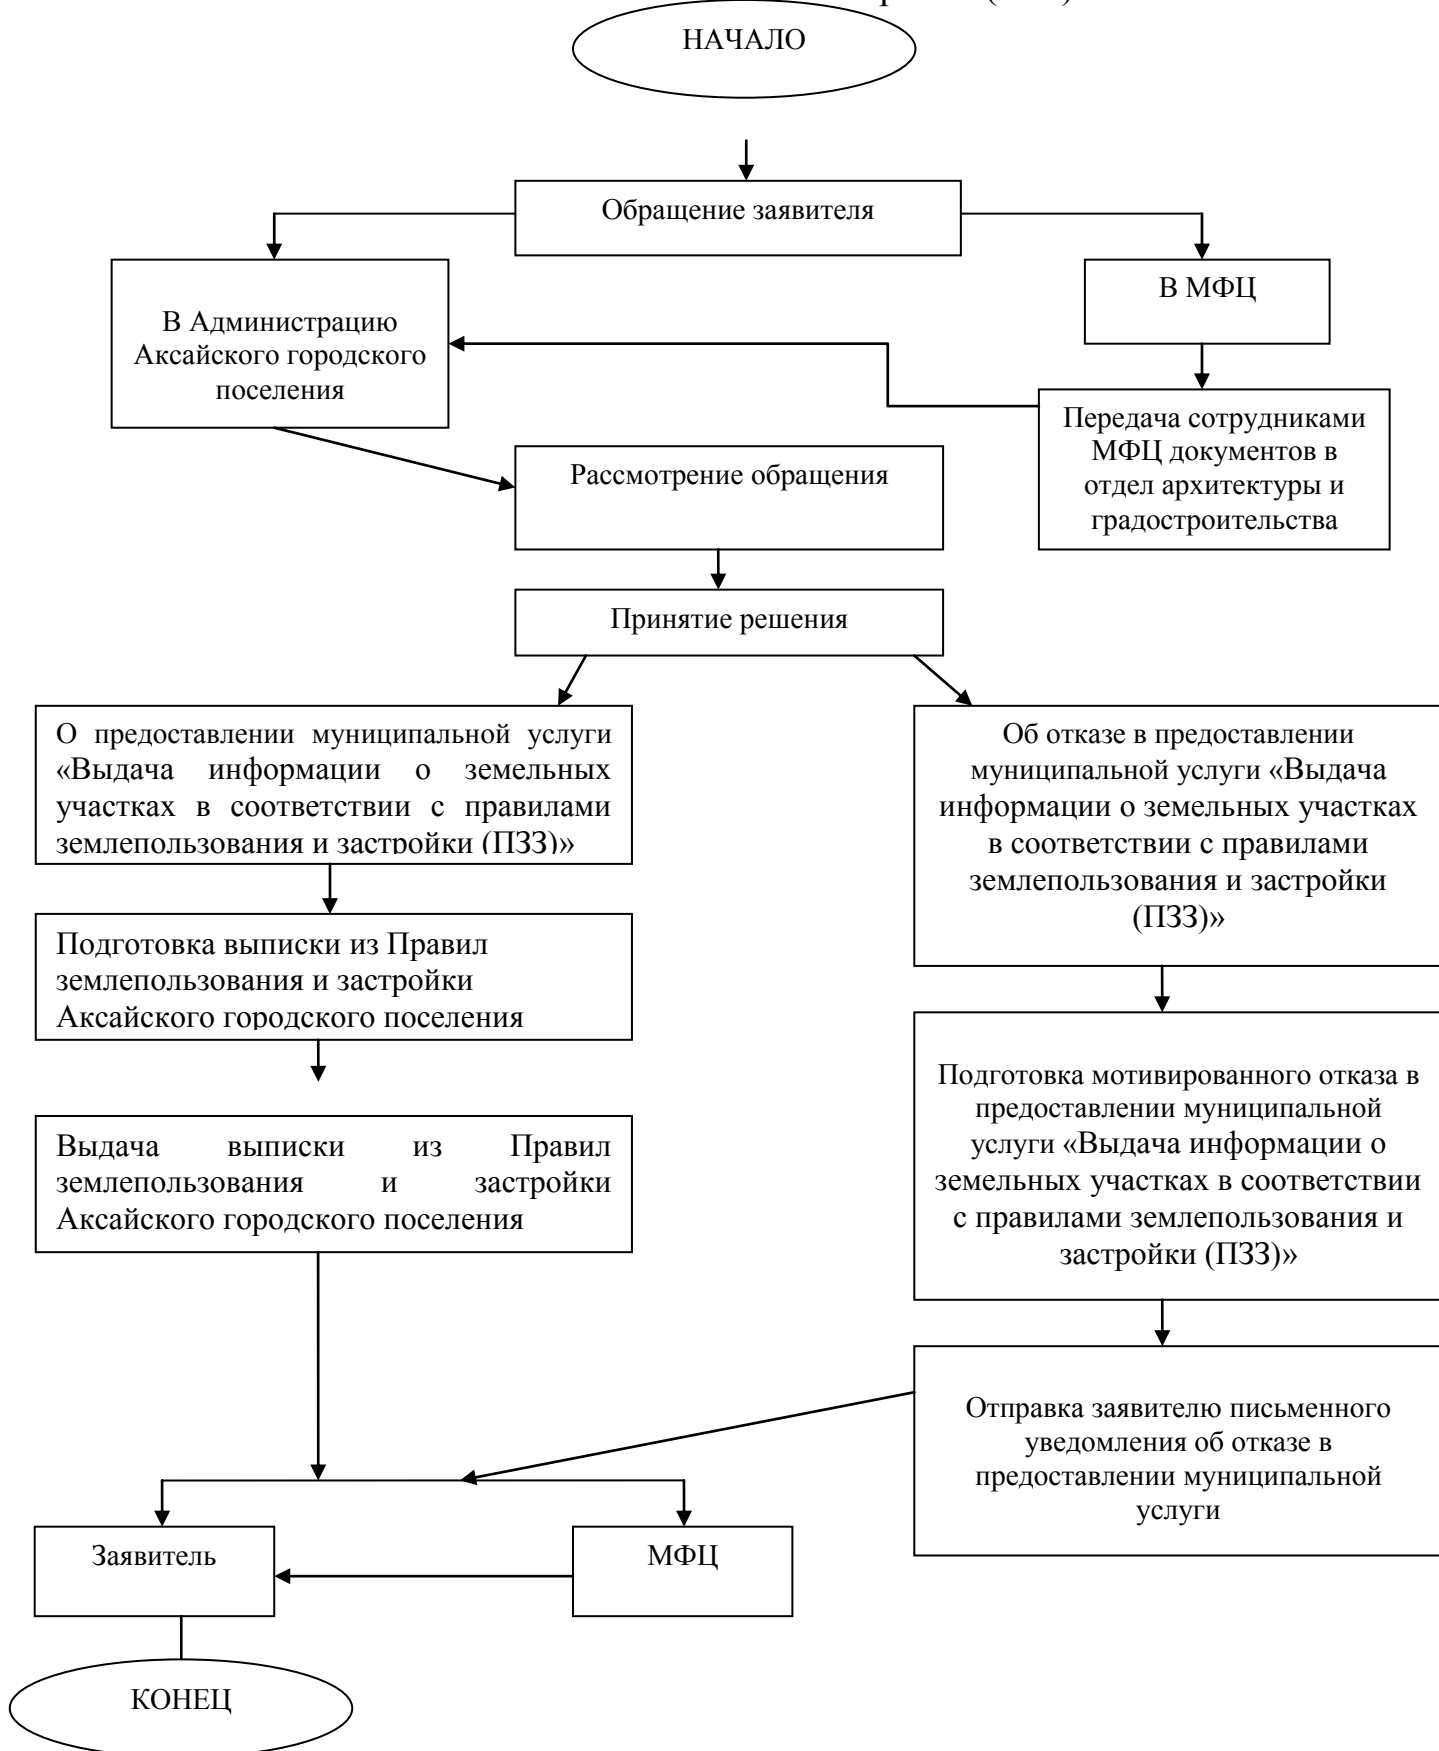 НАЧАЛО
Обращение заявителя
В Администрацию
Аксайского городского
поселения
В МФЦ
Передача сотрудниками
МФЦ документов в
отдел архитектуры и
градостроительства
Рассмотрение обращения
Принятие решения
О предоставлении муниципальной услуги
«Выдача информации о земельных
участках в соответствии с правилами
землепользования и застройки (ПЗЗ)»
Об отказе в предоставлении
муниципальной услуги «Выдача
информации о земельных участках
в соответствии с правилами
землепользования и застройки
(ПЗЗ)»
Подготовка выписки из Правил
землепользования и застройки
Аксайского городского поселения
Подготовка мотивированного отказа в
предоставлении муниципальной
услуги «Выдача информации о
земельных участках в соответствии
с правилами землепользования и
застройки (ПЗЗ)»
Выдача выписки из Правил
землепользования и застройки
Аксайского городского поселения
Отправка заявителю письменного
уведомления об отказе в
предоставлении муниципальной
услуги
Заявитель
МФЦ
КОНЕЦ